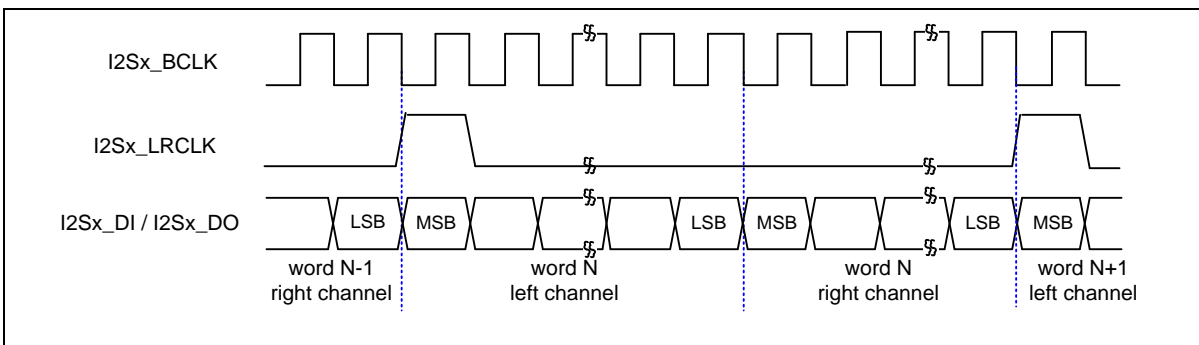 I2Sx_BCLK
I2Sx_LRCLK
I2Sx_DI / I2Sx_DO
LSB
MSB
LSB
MSB
LSB
MSB
word N-1
right channel
word N
left channel
word N
right channel
word N+1
left channel